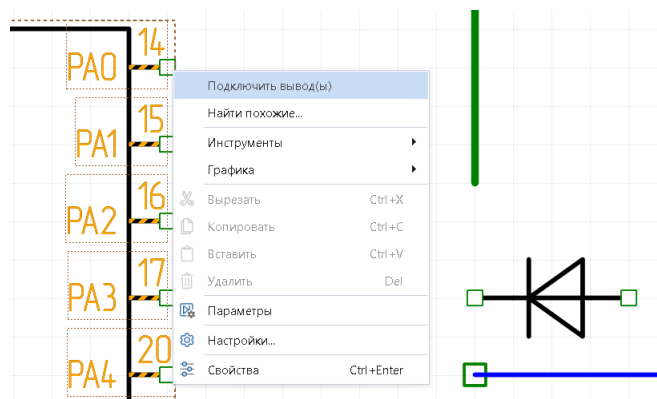 14
PA0
15
PA1
16
PA2
17
PA3
20
PA4
Подключить вывод(ы)
Найти похожие...
Инструменты
Графика
Вырезать Ctrl+X
Копировать Ctrl+C
Вставить Ctrl+V
Удалить Del
Параметры
Настройки...
Свойства Ctrl+Enter